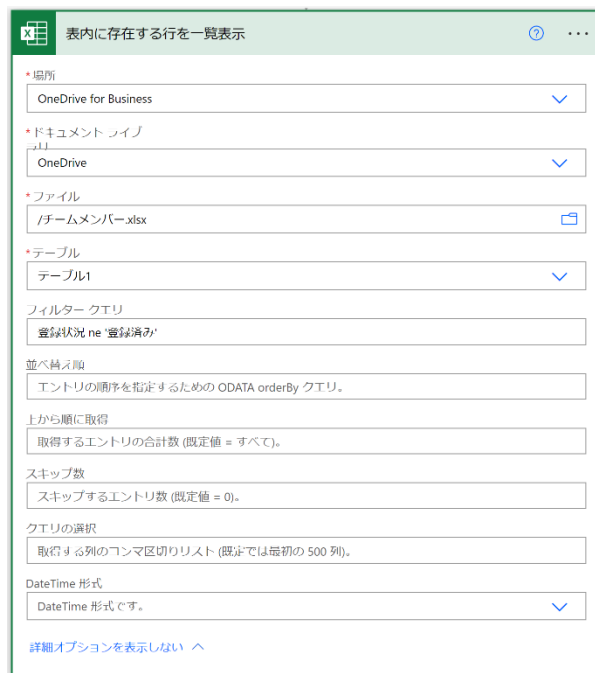 表内に存在する行を一覧表示
* 場所
OneDrive for Business
* ドキュメント ライブ
ラリ
OneDrive
* ファイル
/チームメンバー.xlsx
* テーブル
テーブル1
フィルター クエリ
登録状況 ne '登録済み'
並べ替え順
エントリの順序を指定するための ODATA orderBy クエリ。
上から順に取得
取得するエントリの合計数 (既定値 = すべて)。
スキップ数
スキップするエントリ数 (既定値 = 0)。
クエリの選択
取得する列のコンマ区切りリスト (既定では最初の 500 列)。
DateTime 形式
DateTime 形式です。
詳細オプションを表示しない